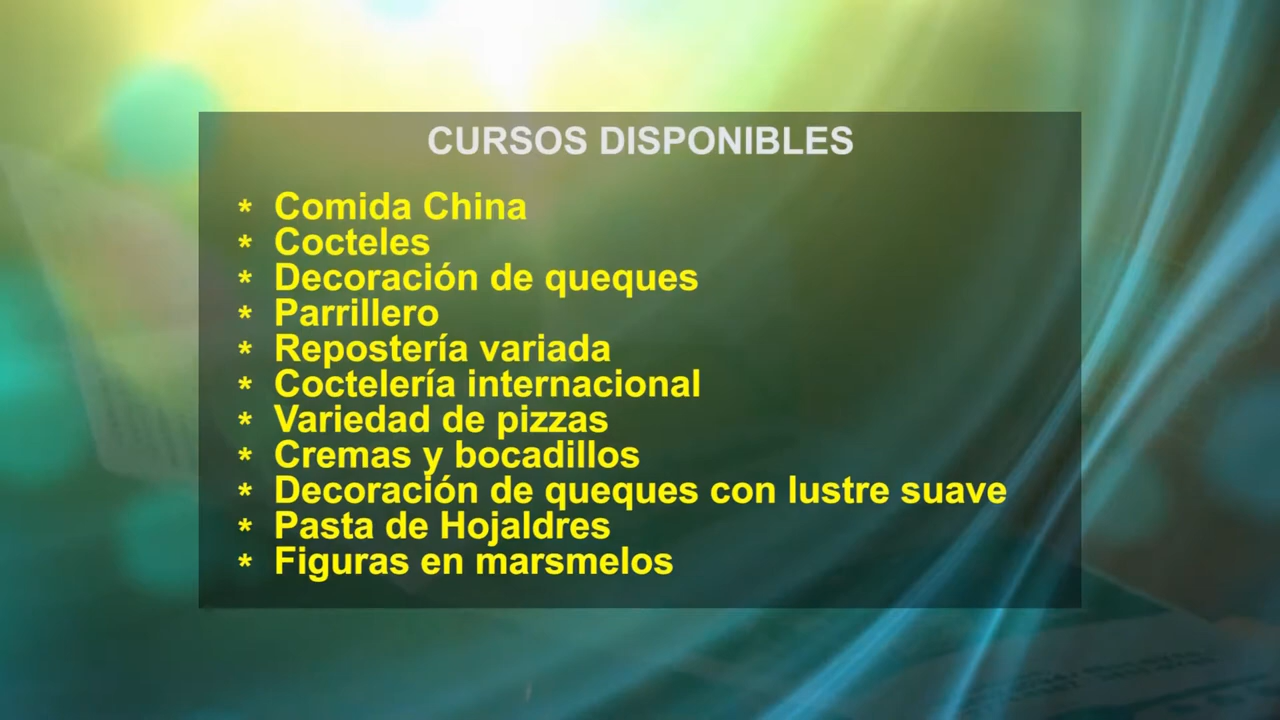 CURSOS DISPONIBLES
* Comida China
* Cocteles
* Decoración de queques
* Parrillero
* Repostería variada
* Coctelería internacional
* Variedad de pizzas
* Cremas y bocadillos
* Decoración de queques con lustre suave
* Pasta de Hojaldres
* Figuras en marsmelos